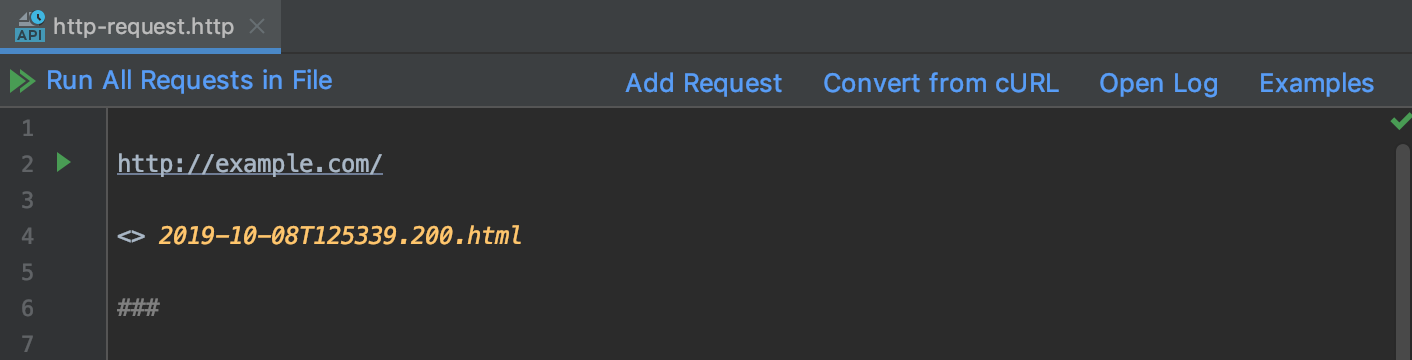 API http-request.http
Run All Requests in File Add Request Convert from cURL Open Log Examples
1
2 http://example.com/
3
4 <> 2019-10-08T125339.200.html
5
6 ###
7